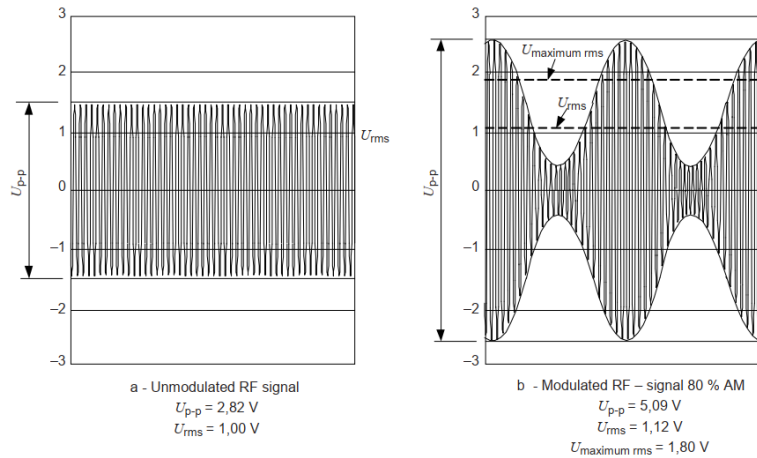 3
2
1
0
–1
–2
–3
Up-p
Urms
a - Unmodulated RF signal
Up-p = 2,82 V
Urms = 1,00 V
3
2
1
0
–1
–2
–3
Up-p
Umaximum rms
Urms
b - Modulated RF – signal 80 % AM
Up-p = 5,09 V
Urms = 1,12 V
Umaximum rms = 1,80 V